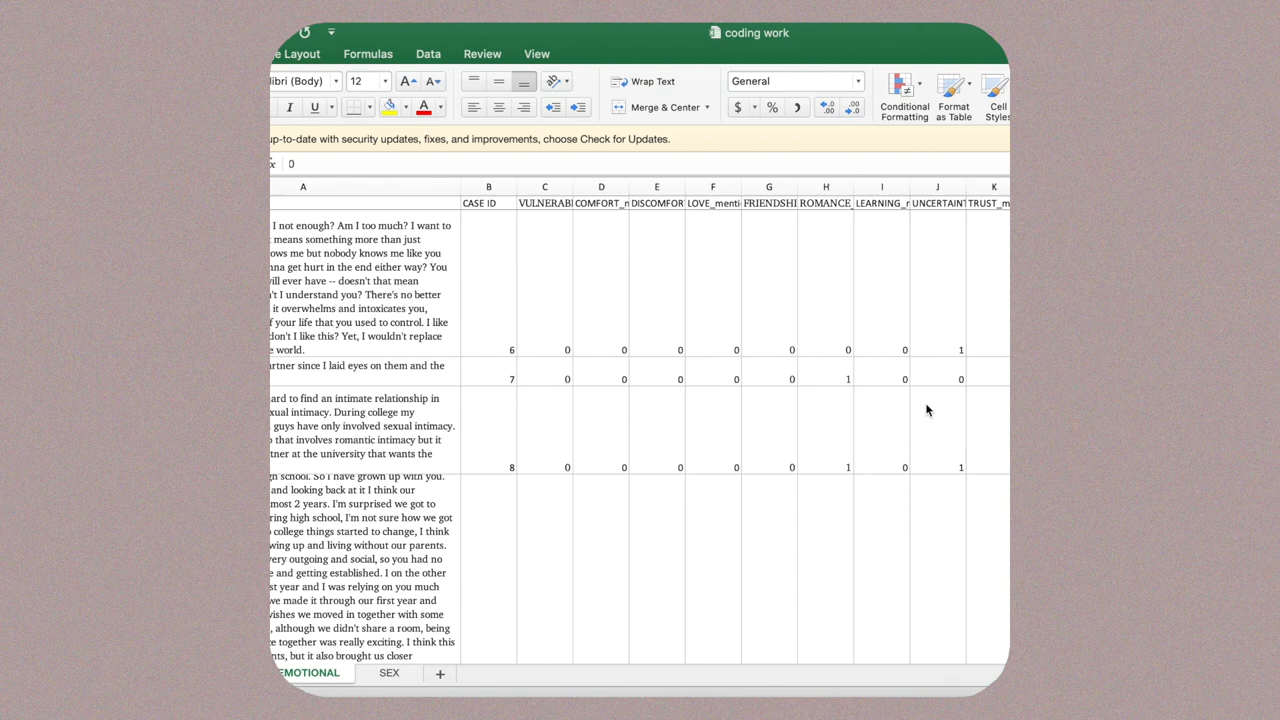 coding work
Layout Formulas Data Review View
(Body) 12 A A Wrap Text General
I U A Merge & Center $ % Conditional Formatting Format as Table Cell Styles
up-to-date with security updates, fixes, and improvements, choose Check for Updates.
0
A B C D E F G H I J K
CASE ID VULNERABI COMFORT_n DISCOMFOR LOVE_menti FRIENDSHI ROMANCE_ LEARNING_r UNCERTAINT TRUST_m
I not enough? Am I too much? I want to
means something more than just
ows me but nobody knows me like you
nna get hurt in the end either way? You
will ever have -- doesn't that mean
't I understand you? There's no better
it overwhelms and intoxicates you,
f your life that you used to control. I like
don't I like this? Yet, I wouldn't replace
e world. 6 0 0 0 0 0 0 0 1
artner since I laid eyes on them and the
7 0 0 0 0 0 1 0 0
ard to find an intimate relationship in
xual intimacy. During college my
guys have only involved sexual intimacy.
that involves romantic intimacy but it
tner at the university that wants the
8 0 0 0 0 0 1 0 1
gh school. So I have grown up with you.
and looking back at it I think our
most 2 years. I'm surprised we got to
ring high school, I'm not sure how we got
college things started to change, I think
wing up and living without our parents.
very outgoing and social, so you had no
e and getting established. I on the other
st year and I was relying on you much
we made it through our first year and
wishes we moved in together with some
, although we didn't share a room, being
ce together was really exciting. I think this
nts, but it also brought us closer
EMOTIONAL SEX +